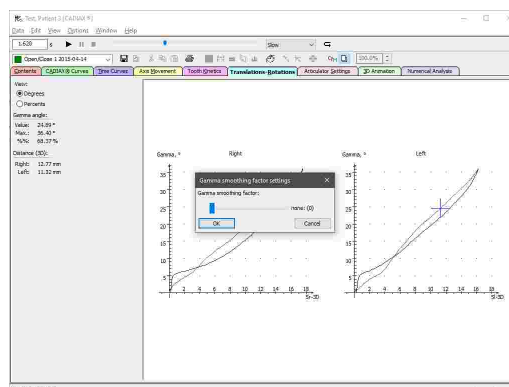 Test, Patient 3 [CADIAX®]
Data Edit View Options Window Help
1.620 s Slow
Open/Close 1 2015-04-14 100.0%
Contents CADIAX® Curves Time Curves Axis Movement Tooth Kinetics Translations-Rotations Articulator Settings 3D Animation Numerical Analysis
View:
Degrees
Percents
Gamma angle:
Value: 24.89 °
Max.: 36.40 °
%%: 68.37 %
Distance (3D):
Right: 12.77 mm
Left: 11.32 mm
Gamma, ° Right
35
30
25
20
15
10
5
2 4 6 8 10 12 14 16 18
Sr-3D
Gamma, ° Left
35
30
25
20
15
10
5
2 4 6 8 10 12 14 16 18
Sl-3D
Gamma smoothing factor settings
Gamma smoothing factor:
none: (0)
OK Cancel